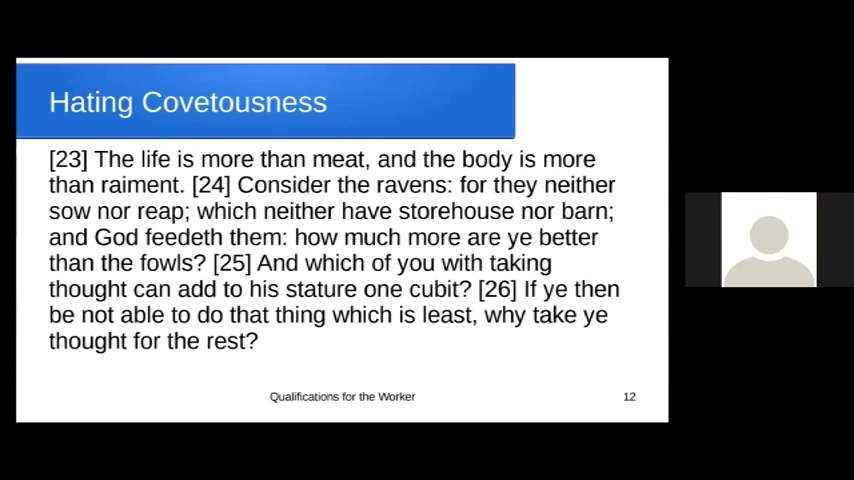 Hating Covetousness
[23] The life is more than meat, and the body is more
than raiment. [24] Consider the ravens: for they neither
sow nor reap; which neither have storehouse nor barn;
and God feedeth them: how much more are ye better
than the fowls? [25] And which of you with taking
thought can add to his stature one cubit? [26] If ye then
be not able to do that thing which is least, why take ye
thought for the rest?
Qualifications for the Worker
12